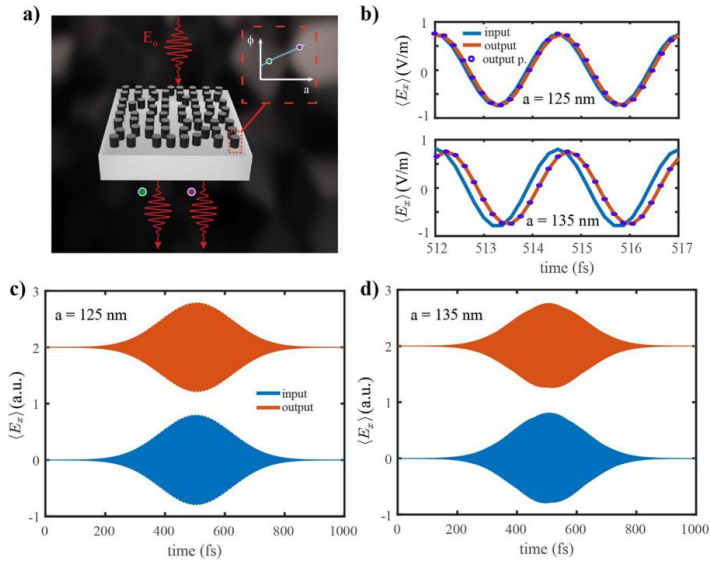 a)
E₀
ϕ
a
b)
1
0
-1
⟨Eₓ⟩ (V/m)
input
output
output p.
a = 125 nm
1
0
-1
⟨Eₓ⟩ (V/m)
a = 135 nm
512 513 514 515 516 517
time (fs)
c)
3
2
1
0
-1
⟨Eₓ⟩ (a.u.)
a = 125 nm
input
output
0 200 400 600 800 1000
time (fs)
d)
3
2
1
0
-1
⟨Eₓ⟩ (a.u.)
a = 135 nm
0 200 400 600 800 1000
time (fs)